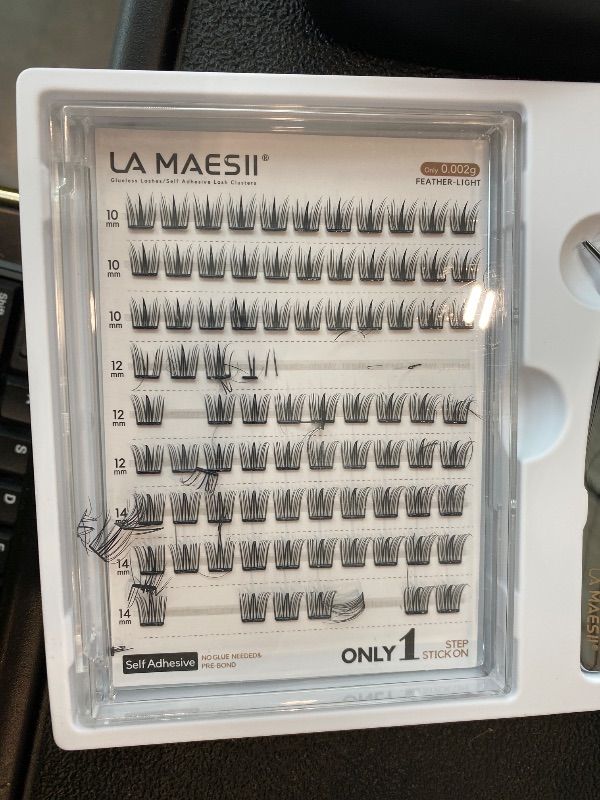 LA MAESII®
Glueless Lashes/Self Adhesive Lash Clusters
Only 0.002g
FEATHER-LIGHT
10
mm
10
mm
10
mm
12
mm
12
mm
12
mm
14
14
mm
14
mm
Self Adhesive
NO GLUE NEEDED&
PRE-BOND
ONLY 1 STEP
STICK ON
LA MAESII
S
D